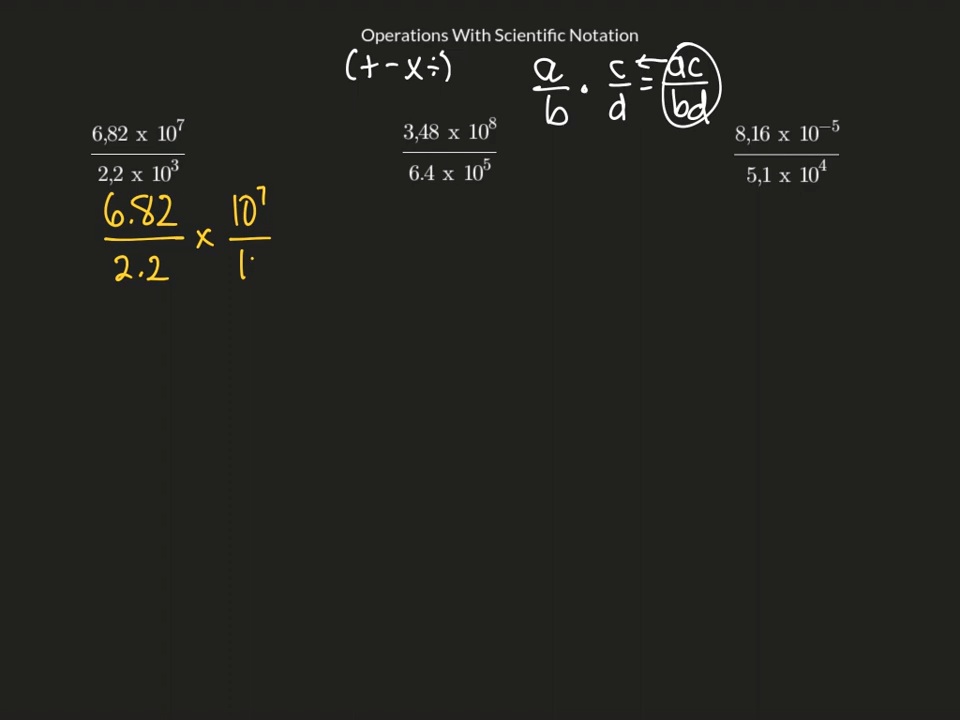 Operations With Scientific Notation
(+ - x ÷)
a/b · c/d = ac/bd
6,82 x 10^7
2,2 x 10^3
3,48 x 10^8
6.4 x 10^5
8,16 x 10^−5
5,1 x 10^4
6.82/2.2 x 10^7/1